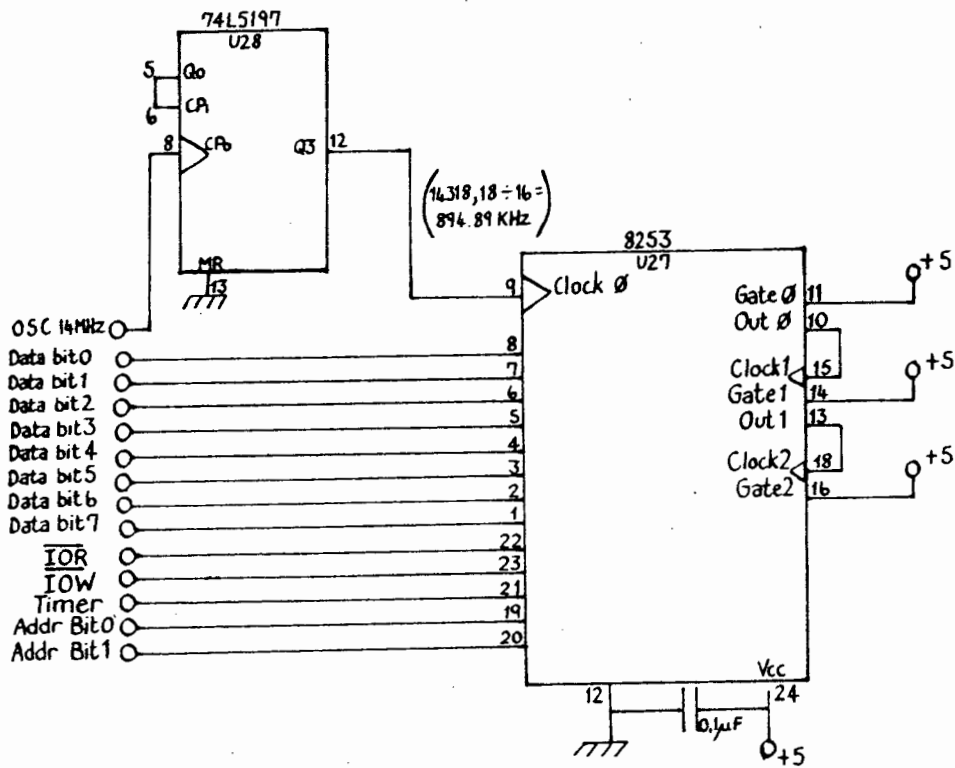 74LS197
U28
5 Q0
6 CP1
8 CP0
Q3 12
MR
13
(14318,18 ÷ 16 =
894.89 KHz)
8253
U27
9 Clock Ø
Gate Ø 11 +5
Out Ø 10
Clock1 15 +5
Gate1 14
Out 1 13
Clock2 18 +5
Gate2 16
OSC 14MHz
Data bit0 8
Data bit1 7
Data bit2 6
Data bit3 5
Data bit4 4
Data bit5 3
Data bit6 2
Data bit7 1
IOR 22
IOW 23
Timer 21
Addr Bit0 19
Addr Bit1 20
Vcc
12 24
0.1µF
+5